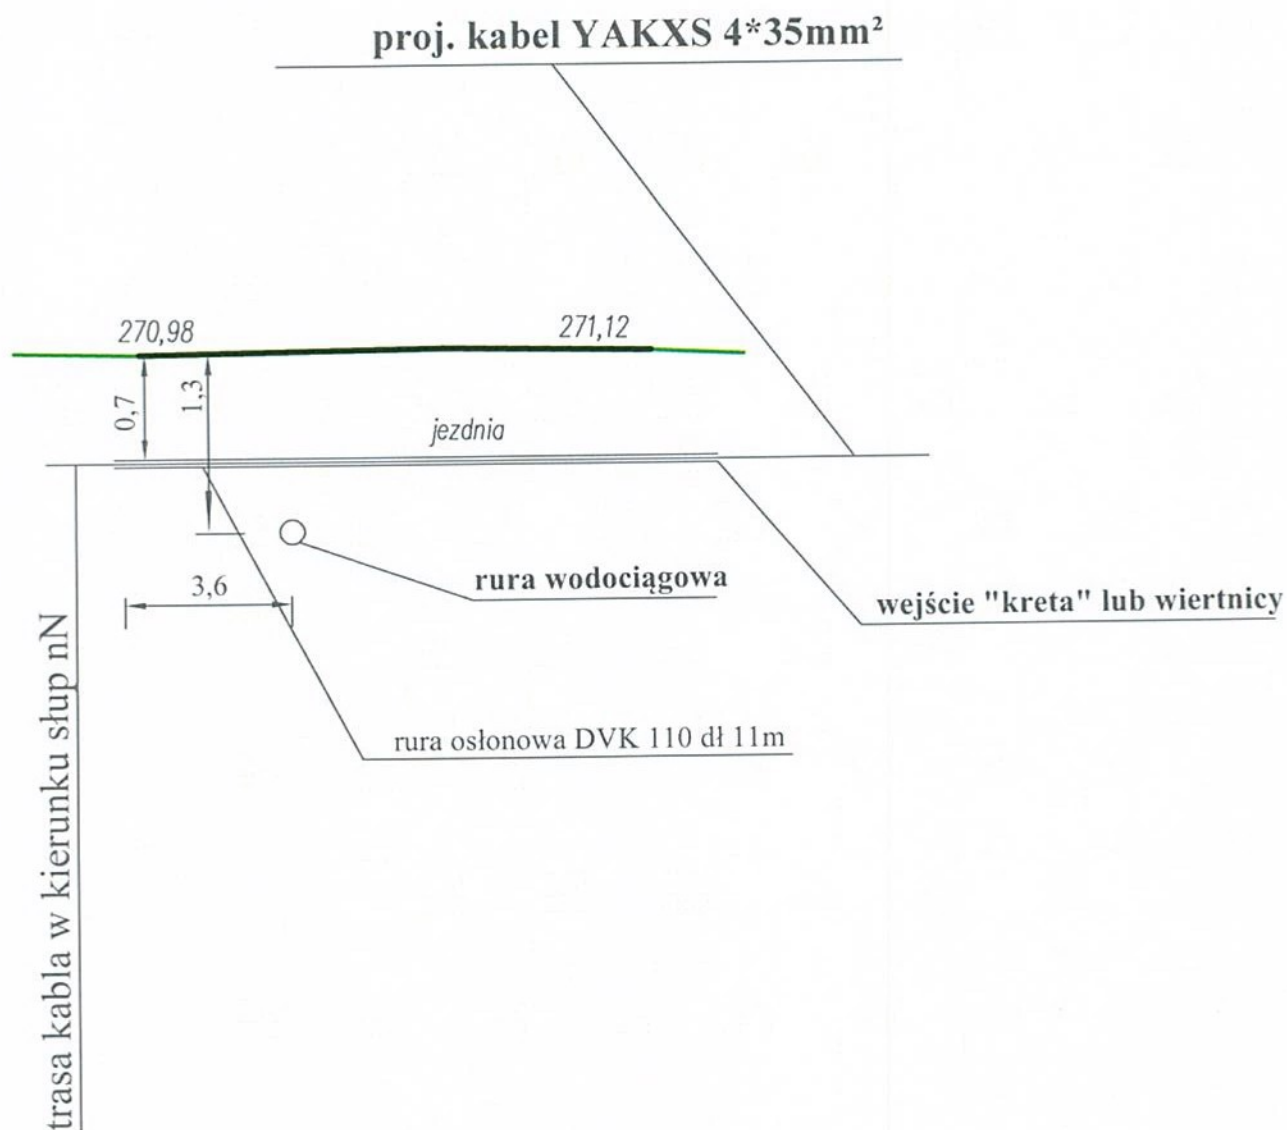 proj. kabel YAKXS 4*35mm²
270,98
271,12
0,7
1,3
jezdnia
3,6
rura wodociągowa
wejście "kreta" lub wiertnicy
rura osłonowa DVK 110 dł 11m
trasa kabla w kierunku słup nN